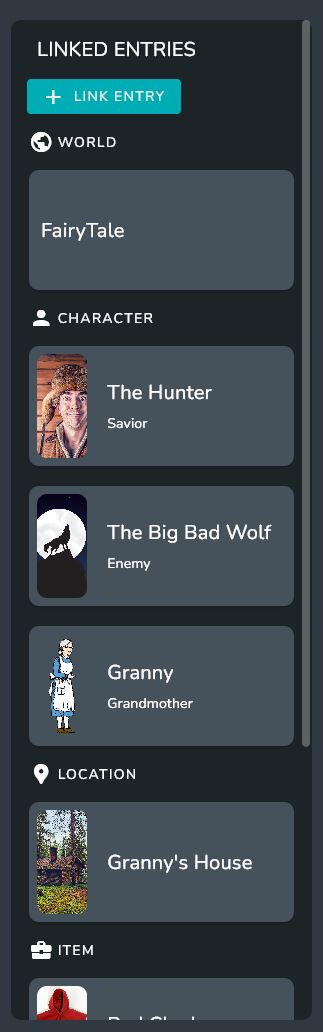 LINKED ENTRIES
+ LINK ENTRY
WORLD
FairyTale
CHARACTER
The Hunter
Savior
The Big Bad Wolf
Enemy
Granny
Grandmother
LOCATION
Granny's House
ITEM